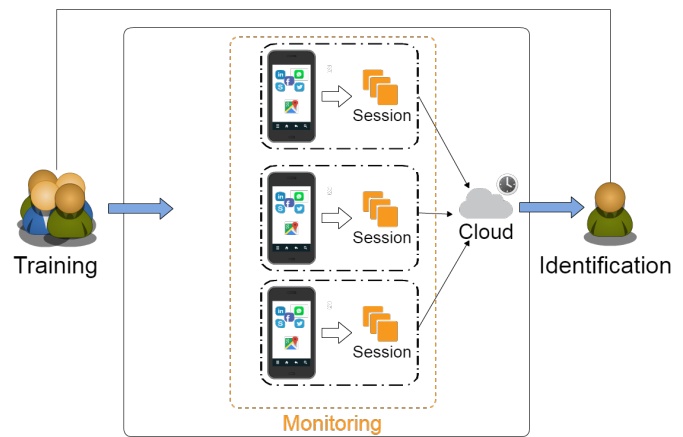 Session
Session
Session
Cloud
Training
Identification
Monitoring